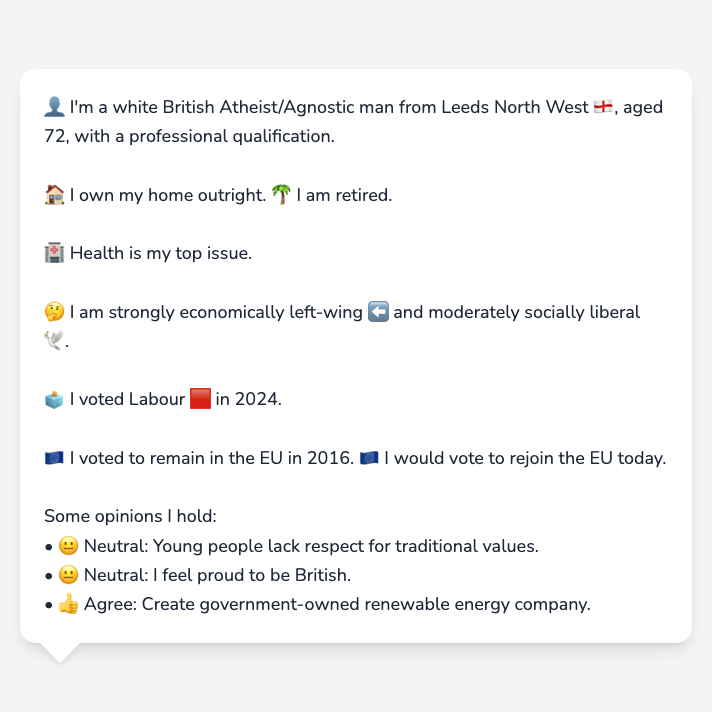 👤 I'm a white British Atheist/Agnostic man from Leeds North West 🏴󠁧󠁢󠁥󠁮󠁧󠁿, aged
72, with a professional qualification.
🏠 I own my home outright. 🌴 I am retired.
🏥 Health is my top issue.
🤔 I am strongly economically left-wing ⬅️ and moderately socially liberal
🕊️.
🗳️ I voted Labour 🟥 in 2024.
🇪🇺 I voted to remain in the EU in 2016. 🇪🇺 I would vote to rejoin the EU today.
Some opinions I hold:
• 😐 Neutral: Young people lack respect for traditional values.
• 😐 Neutral: I feel proud to be British.
• 👍 Agree: Create government-owned renewable energy company.